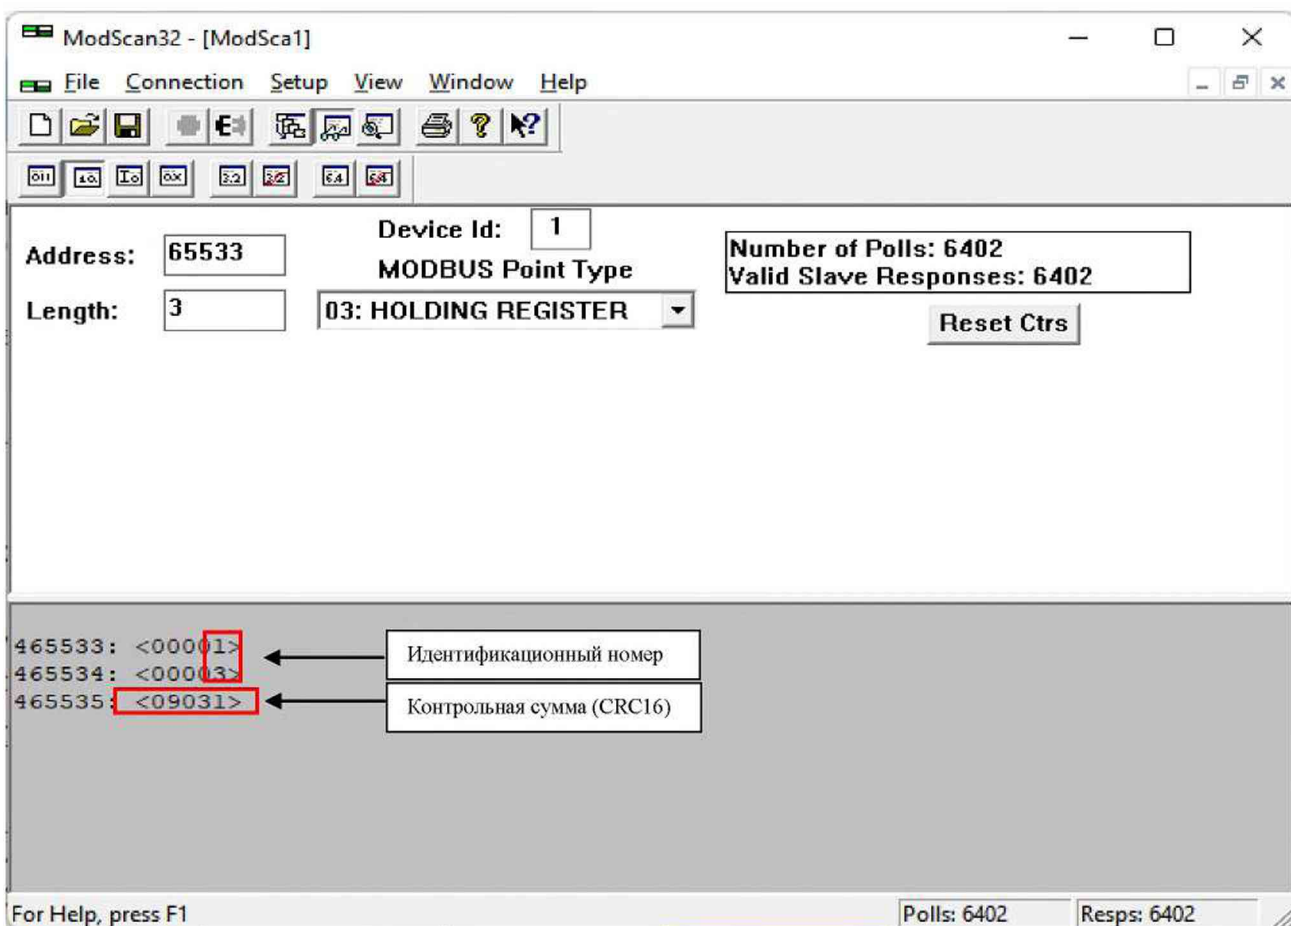 ModScan32 - [ModSca1]
File Connection Setup View Window Help
Device Id: 1
Address: 65533
MODBUS Point Type
Length: 3
03: HOLDING REGISTER
Number of Polls: 6402
Valid Slave Responses: 6402
Reset Ctrs
465533: <00001>
465534: <00003>
465535: <09031>
Идентификационный номер
Контрольная сумма (CRC16)
For Help, press F1
Polls: 6402
Resps: 6402